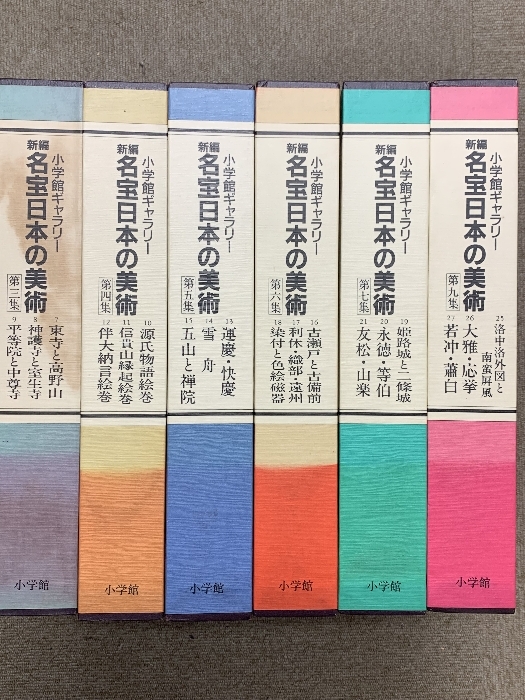 小学館ギャラリー
新編
名宝日本の美術
第三集
7
東寺と高野山
8
神護寺と室生寺
9
平等院と中尊寺
小学館ギャラリー
新編
名宝日本の美術
第四集
10
源氏物語絵巻
11
信貴山縁起絵巻
12
伴大納言絵巻
小学館
小学館ギャラリー
新編
名宝日本の美術
第五集
13
運慶・快慶
14
雪舟
15
五山と禅院
小学館
小学館ギャラリー
新編
名宝日本の美術
第六集
16
古瀬戸と古備前
17
利休・織部・遠州
18
染付と色絵磁器
小学館
小学館ギャラリー
新編
名宝日本の美術
第七集
19
姫路城と二条城
20
永徳・等伯
21
友松・山楽
小学館
小学館ギャラリー
新編
名宝日本の美術
第九集
25
洛中洛外図と
南蛮屏風
26
大雅・応挙
27
若冲・蕭白
小学館
小学館